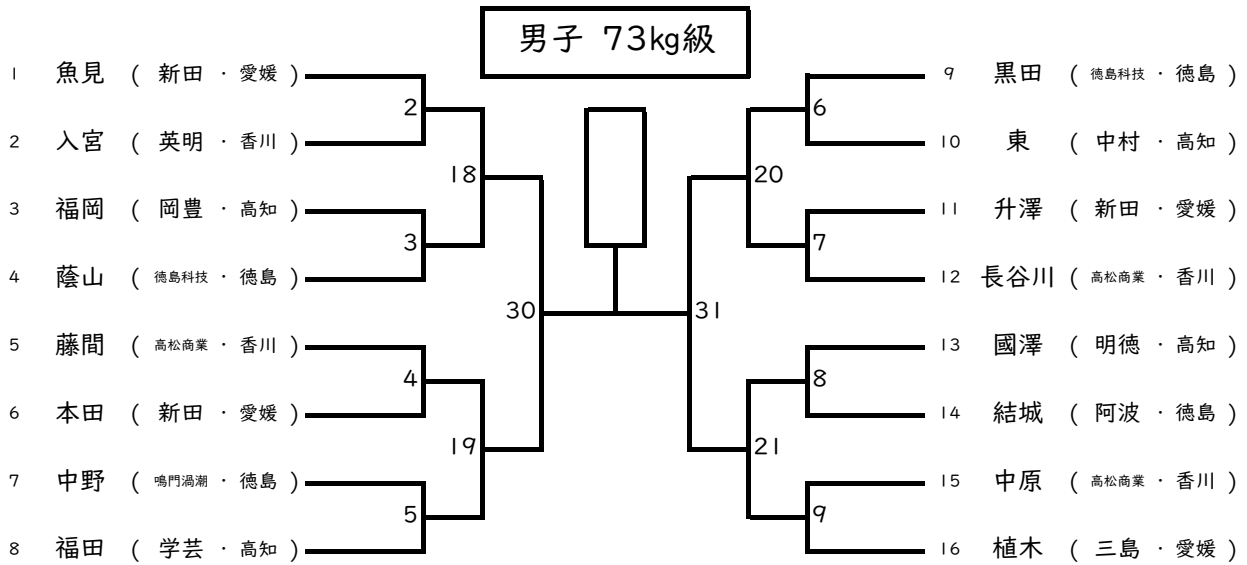 男子 73kg級
1 魚見 ( 新田 ・ 愛媛 )
2 入宮 ( 英明 ・ 香川 )
3 福岡 ( 岡豊 ・ 高知 )
4 蔭山 ( 徳島科技 ・ 徳島 )
5 藤間 ( 高松商業 ・ 香川 )
6 本田 ( 新田 ・ 愛媛 )
7 中野 ( 鳴門渦潮 ・ 徳島 )
8 福田 ( 学芸 ・ 高知 )
2
3
4
5
18
19
30
31
20
21
6
7
8
9
9 黒田 ( 徳島科技 ・ 徳島 )
10 東 ( 中村 ・ 高知 )
11 升澤 ( 新田 ・ 愛媛 )
12 長谷川 ( 高松商業 ・ 香川 )
13 國澤 ( 明徳 ・ 高知 )
14 結城 ( 阿波 ・ 徳島 )
15 中原 ( 高松商業 ・ 香川 )
16 植木 ( 三島 ・ 愛媛 )